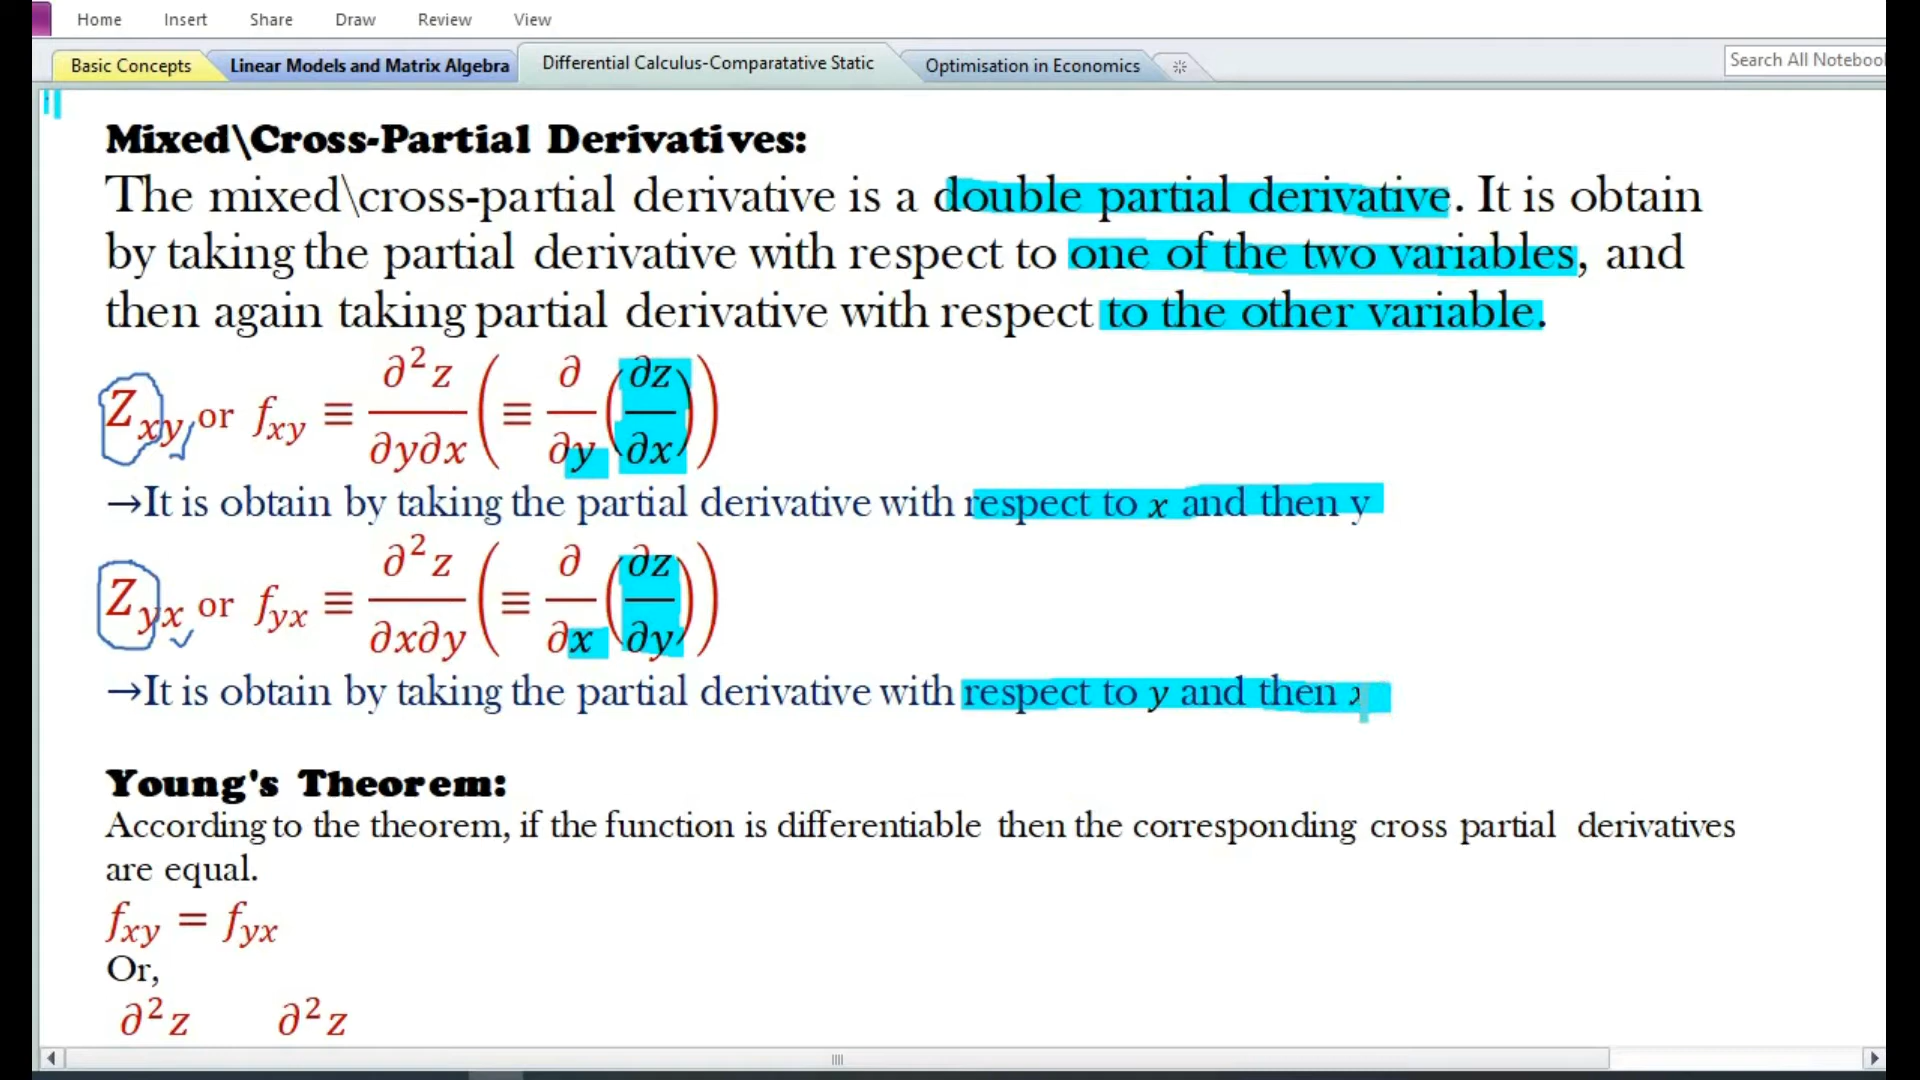 Home Insert Share Draw Review View
Basic Concepts Linear Models and Matrix Algebra Differential Calculus-Comparatative Static Optimisation in Economics Search All Noteboo
Mixed\Cross-Partial Derivatives:
The mixed\cross-partial derivative is a double partial derivative. It is obtain
by taking the partial derivative with respect to one of the two variables, and
then again taking partial derivative with respect to the other variable.
Z_xy or f_xy ≡ ∂²z/∂y∂x (≡ ∂/∂y (∂z/∂x))
→It is obtain by taking the partial derivative with respect to x and then y
Z_yx or f_yx ≡ ∂²z/∂x∂y (≡ ∂/∂x (∂z/∂y))
→It is obtain by taking the partial derivative with respect to y and then x
Young's Theorem:
According to the theorem, if the function is differentiable then the corresponding cross partial derivatives
are equal.
f_xy = f_yx
Or,
∂²z ∂²z